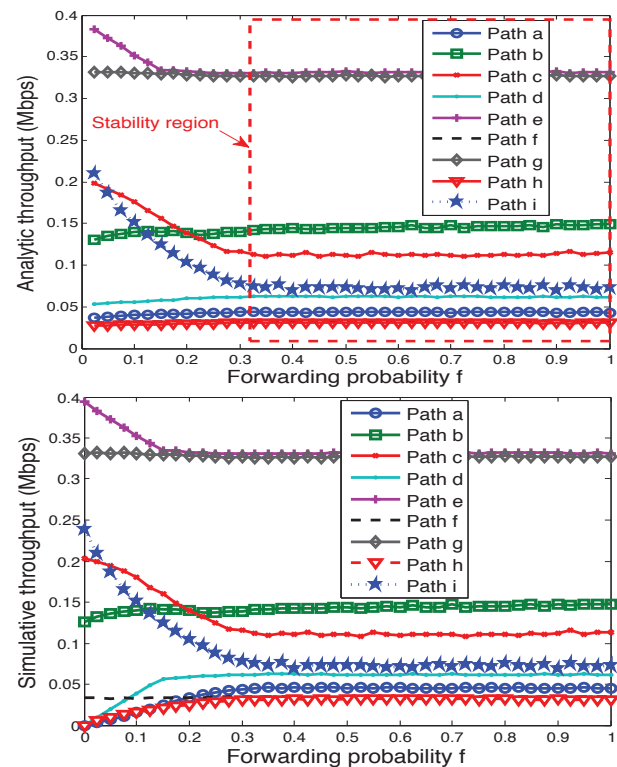 0.4
0.35
0.3
0.25
0.2
0.15
0.1
0.05
0
Analytic throughput (Mbps)
Stability region
Path a
Path b
Path c
Path d
Path e
Path f
Path g
Path h
Path i
0 0.1 0.2 0.3 0.4 0.5 0.6 0.7 0.8 0.9 1
Forwarding probability f
0.4
0.35
0.3
0.25
0.2
0.15
0.1
0.05
0
Simulative throughput (Mbps)
Path a
Path b
Path c
Path d
Path e
Path f
Path g
Path h
Path i
0 0.1 0.2 0.3 0.4 0.5 0.6 0.7 0.8 0.9 1
Forwarding probability f